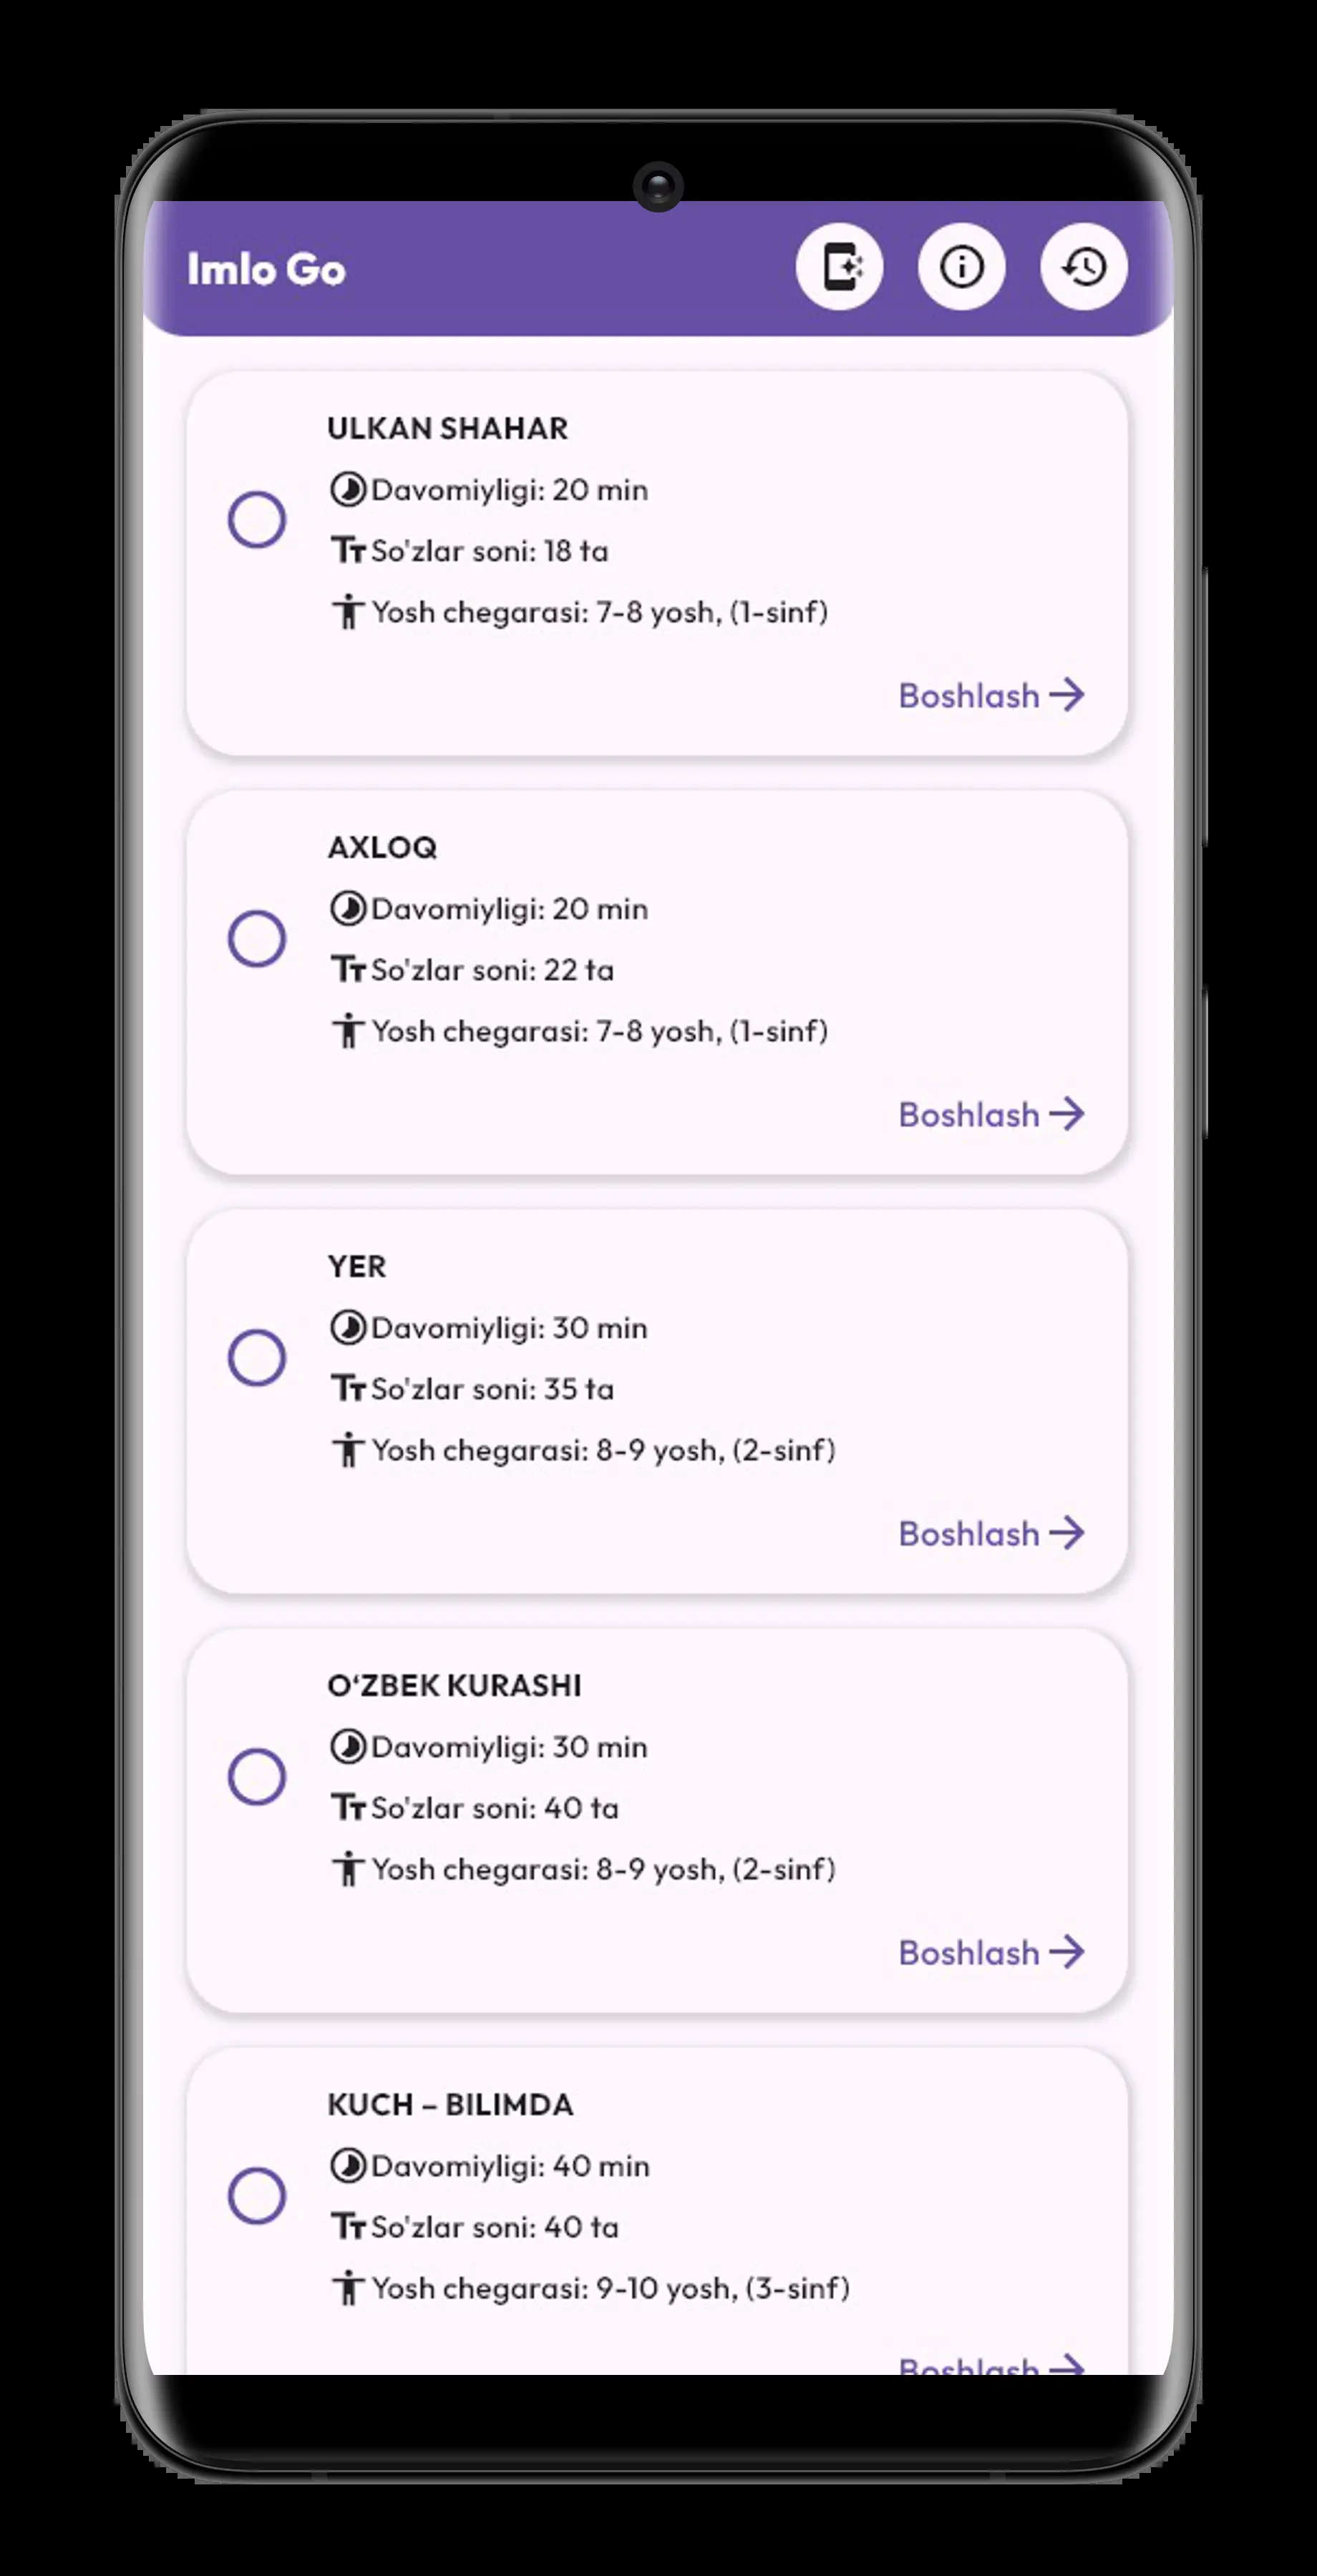 Imlo Go
ULKAN SHAHAR
Davomiyligi: 20 min
So'zlar soni: 18 ta
Yosh chegarasi: 7-8 yosh, (1-sinf)
Boshlash
AXLOQ
Davomiyligi: 20 min
So'zlar soni: 22 ta
Yosh chegarasi: 7-8 yosh, (1-sinf)
Boshlash
YER
Davomiyligi: 30 min
So'zlar soni: 35 ta
Yosh chegarasi: 8-9 yosh, (2-sinf)
Boshlash
O‘ZBEK KURASHI
Davomiyligi: 30 min
So'zlar soni: 40 ta
Yosh chegarasi: 8-9 yosh, (2-sinf)
Boshlash
KUCH – BILIMDA
Davomiyligi: 40 min
So'zlar soni: 40 ta
Yosh chegarasi: 9-10 yosh, (3-sinf)
Boshlash